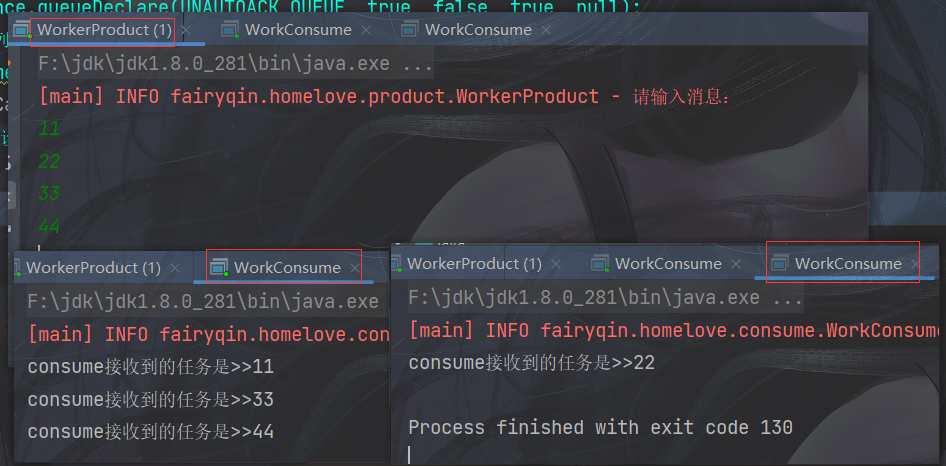 nce.queueDeclare(UNAUTOACK_QUEUE, true, false, true, null);
WorkerProduct (1) × WorkConsume × WorkConsume ×
F:\jdk\jdk1.8.0_281\bin\java.exe ...
[main] INFO fairyqin.homelove.product.WorkerProduct - 请输入消息:
11
22
33
44
WorkerProduct (1) × WorkConsume ×
F:\jdk\jdk1.8.0_281\bin\java.exe
[main] INFO fairyqin.homelove.con
consume接收到的任务是>>11
consume接收到的任务是>>33
consume接收到的任务是>>44
WorkerProduct (1) × WorkConsume × WorkConsume ×
F:\jdk\jdk1.8.0_281\bin\java.exe ...
[main] INFO fairyqin.homelove.consume.WorkConsume
consume接收到的任务是>>22
Process finished with exit code 130